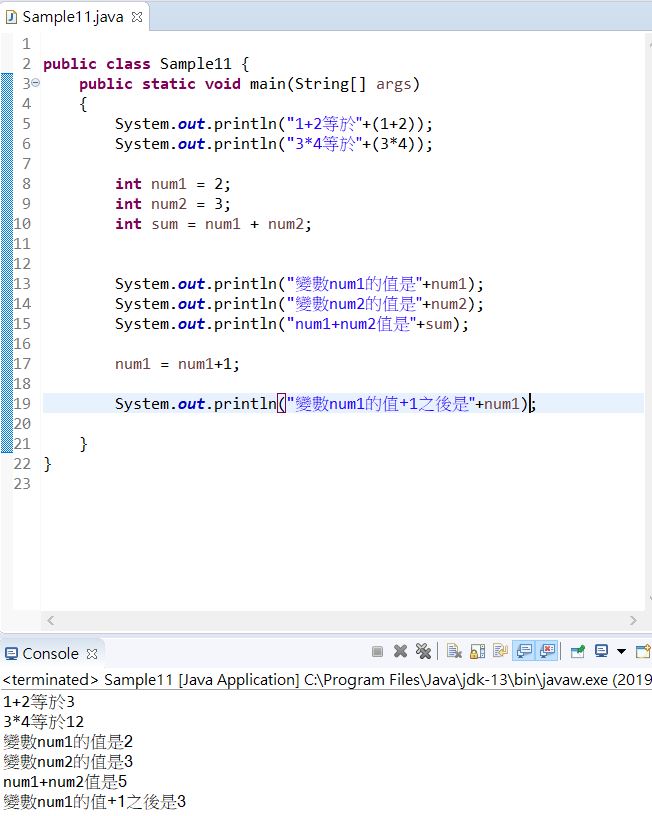 Sample11.java
1
2 public class Sample11 {
3 public static void main(String[] args)
4 {
5 System.out.println("1+2等於"+(1+2));
6 System.out.println("3*4等於"+(3*4));
7
8 int num1 = 2;
9 int num2 = 3;
10 int sum = num1 + num2;
11
12
13 System.out.println("變數num1的值是"+num1);
14 System.out.println("變數num2的值是"+num2);
15 System.out.println("num1+num2值是"+sum);
16
17 num1 = num1+1;
18
19 System.out.println("變數num1的值+1之後是"+num1);
20
21 }
22 }
23
Console
<terminated> Sample11 [Java Application] C:\Program Files\Java\jdk-13\bin\javaw.exe (2019
1+2等於3
3*4等於12
變數num1的值是2
變數num2的值是3
num1+num2值是5
變數num1的值+1之後是3